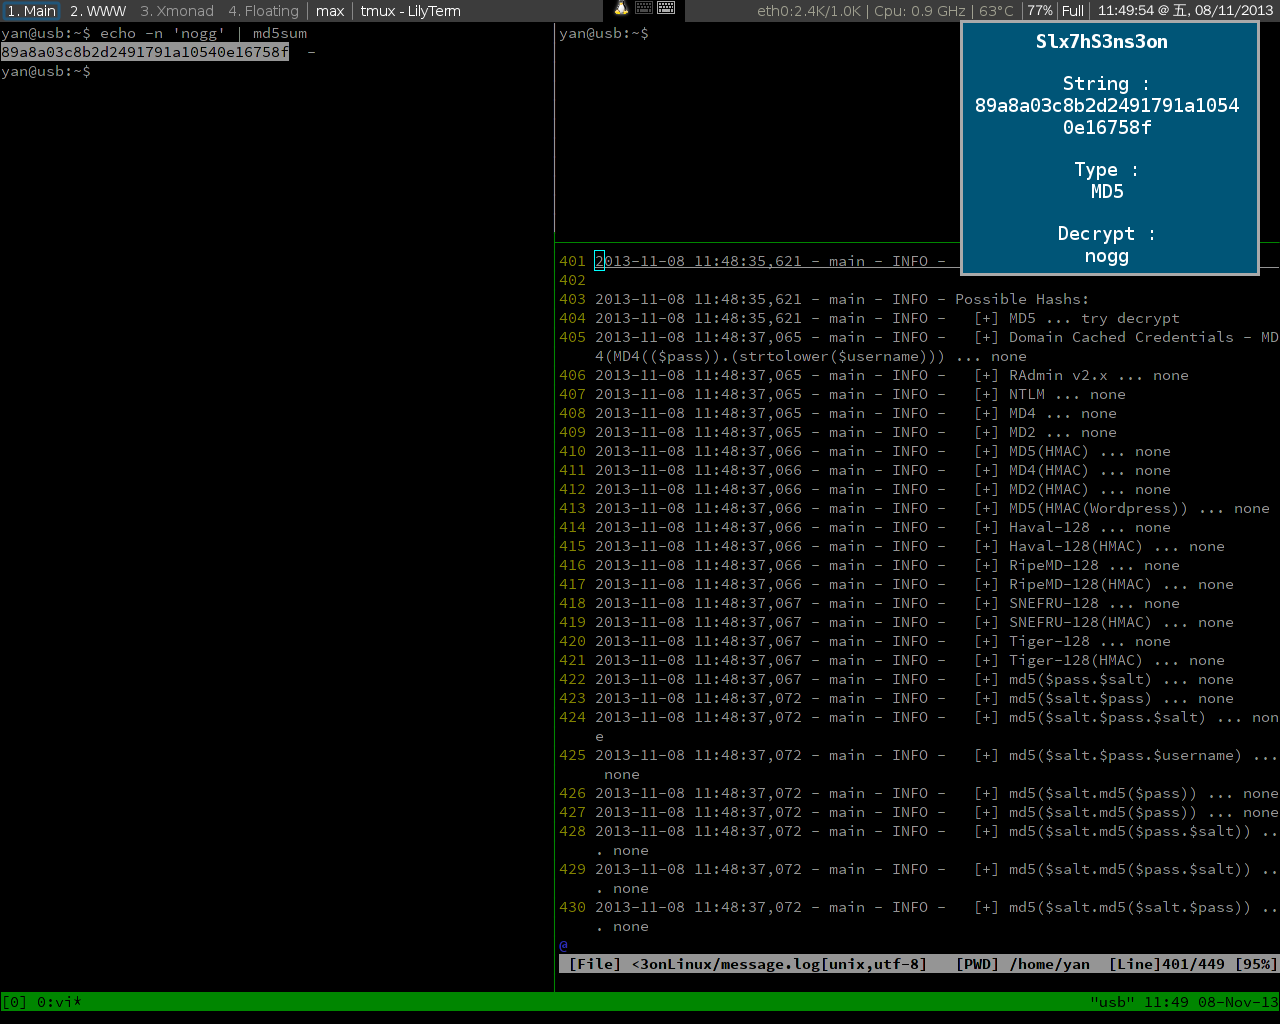 1. Main 2. WWW 3. Xmonad 4. Floating max tmux - LilyTerm eth0:2.4K/1.0K | Cpu: 0.9 GHz | 63°C | 77% Full 11:49:54 @ 五, 08/11/2013
yan@usb:~$ echo -n 'nogg' | md5sum
89a8a03c8b2d2491791a10540e16758f  -
yan@usb:~$
yan@usb:~$
Slx7hS3ns3on
String :
89a8a03c8b2d2491791a1054
0e16758f
Type :
MD5
Decrypt :
nogg
401 2013-11-08 11:48:35,621 - main - INFO -
402
403 2013-11-08 11:48:35,621 - main - INFO - Possible Hashs:
404 2013-11-08 11:48:35,621 - main - INFO -   [+] MD5 ... try decrypt
405 2013-11-08 11:48:37,065 - main - INFO -   [+] Domain Cached Credentials - MD
4(MD4(($pass)).(strtolower($username))) ... none
406 2013-11-08 11:48:37,065 - main - INFO -   [+] RAdmin v2.x ... none
407 2013-11-08 11:48:37,065 - main - INFO -   [+] NTLM ... none
408 2013-11-08 11:48:37,065 - main - INFO -   [+] MD4 ... none
409 2013-11-08 11:48:37,065 - main - INFO -   [+] MD2 ... none
410 2013-11-08 11:48:37,066 - main - INFO -   [+] MD5(HMAC) ... none
411 2013-11-08 11:48:37,066 - main - INFO -   [+] MD4(HMAC) ... none
412 2013-11-08 11:48:37,066 - main - INFO -   [+] MD2(HMAC) ... none
413 2013-11-08 11:48:37,066 - main - INFO -   [+] MD5(HMAC(Wordpress)) ... none
414 2013-11-08 11:48:37,066 - main - INFO -   [+] Haval-128 ... none
415 2013-11-08 11:48:37,066 - main - INFO -   [+] Haval-128(HMAC) ... none
416 2013-11-08 11:48:37,066 - main - INFO -   [+] RipeMD-128 ... none
417 2013-11-08 11:48:37,066 - main - INFO -   [+] RipeMD-128(HMAC) ... none
418 2013-11-08 11:48:37,067 - main - INFO -   [+] SNEFRU-128 ... none
419 2013-11-08 11:48:37,067 - main - INFO -   [+] SNEFRU-128(HMAC) ... none
420 2013-11-08 11:48:37,067 - main - INFO -   [+] Tiger-128 ... none
421 2013-11-08 11:48:37,067 - main - INFO -   [+] Tiger-128(HMAC) ... none
422 2013-11-08 11:48:37,067 - main - INFO -   [+] md5($pass.$salt) ... none
423 2013-11-08 11:48:37,072 - main - INFO -   [+] md5($salt.$pass) ... none
424 2013-11-08 11:48:37,072 - main - INFO -   [+] md5($salt.$pass.$salt) ... non
e
425 2013-11-08 11:48:37,072 - main - INFO -   [+] md5($salt.$pass.$username) ...
none
426 2013-11-08 11:48:37,072 - main - INFO -   [+] md5($salt.md5($pass)) ... none
427 2013-11-08 11:48:37,072 - main - INFO -   [+] md5($salt.md5($pass)) ... none
428 2013-11-08 11:48:37,072 - main - INFO -   [+] md5($salt.md5($pass.$salt)) ..
. none
429 2013-11-08 11:48:37,072 - main - INFO -   [+] md5($salt.md5($pass.$salt)) ..
. none
430 2013-11-08 11:48:37,072 - main - INFO -   [+] md5($salt.md5($salt.$pass)) ..
. none
@
[File] <3onLinux/message.log[unix,utf-8]   [PWD] /home/yan  [Line]401/449 [95%]
[0] 0:vi* "usb" 11:49 08-Nov-13